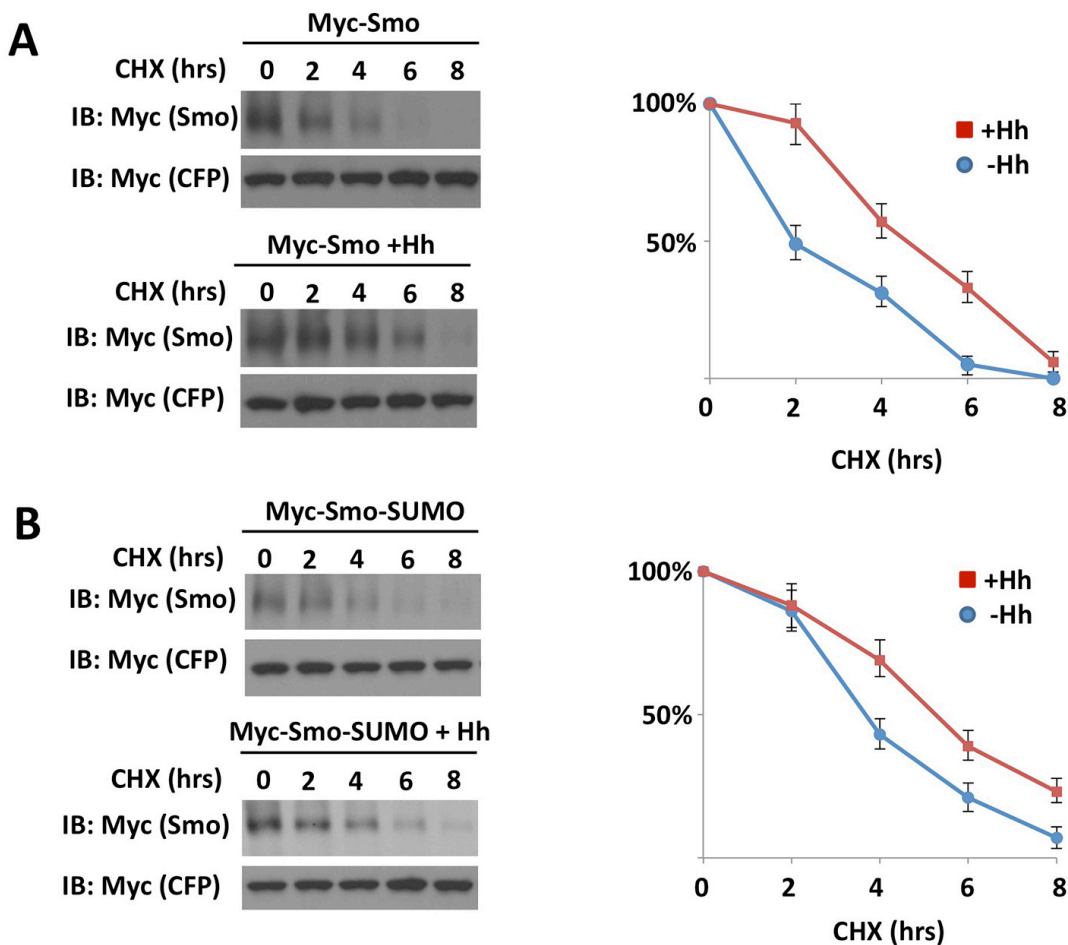 A
Myc-Smo
CHX (hrs) 0 2 4 6 8
IB: Myc (Smo)
IB: Myc (CFP)
Myc-Smo +Hh
CHX (hrs) 0 2 4 6 8
IB: Myc (Smo)
IB: Myc (CFP)
100%
50%
+Hh
-Hh
0 2 4 6 8
CHX (hrs)
B
Myc-Smo-SUMO
CHX (hrs) 0 2 4 6 8
IB: Myc (Smo)
IB: Myc (CFP)
Myc-Smo-SUMO + Hh
CHX (hrs) 0 2 4 6 8
IB: Myc (Smo)
IB: Myc (CFP)
100%
50%
+Hh
-Hh
0 2 4 6 8
CHX (hrs)